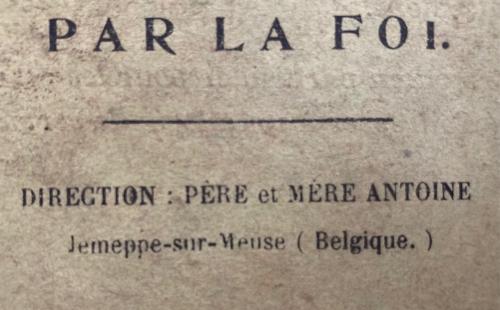 PAR LA FOI.
DIRECTION : PÈRE et MÈRE ANTOINE
Jemeppe-sur-Meuse ( Belgique. )